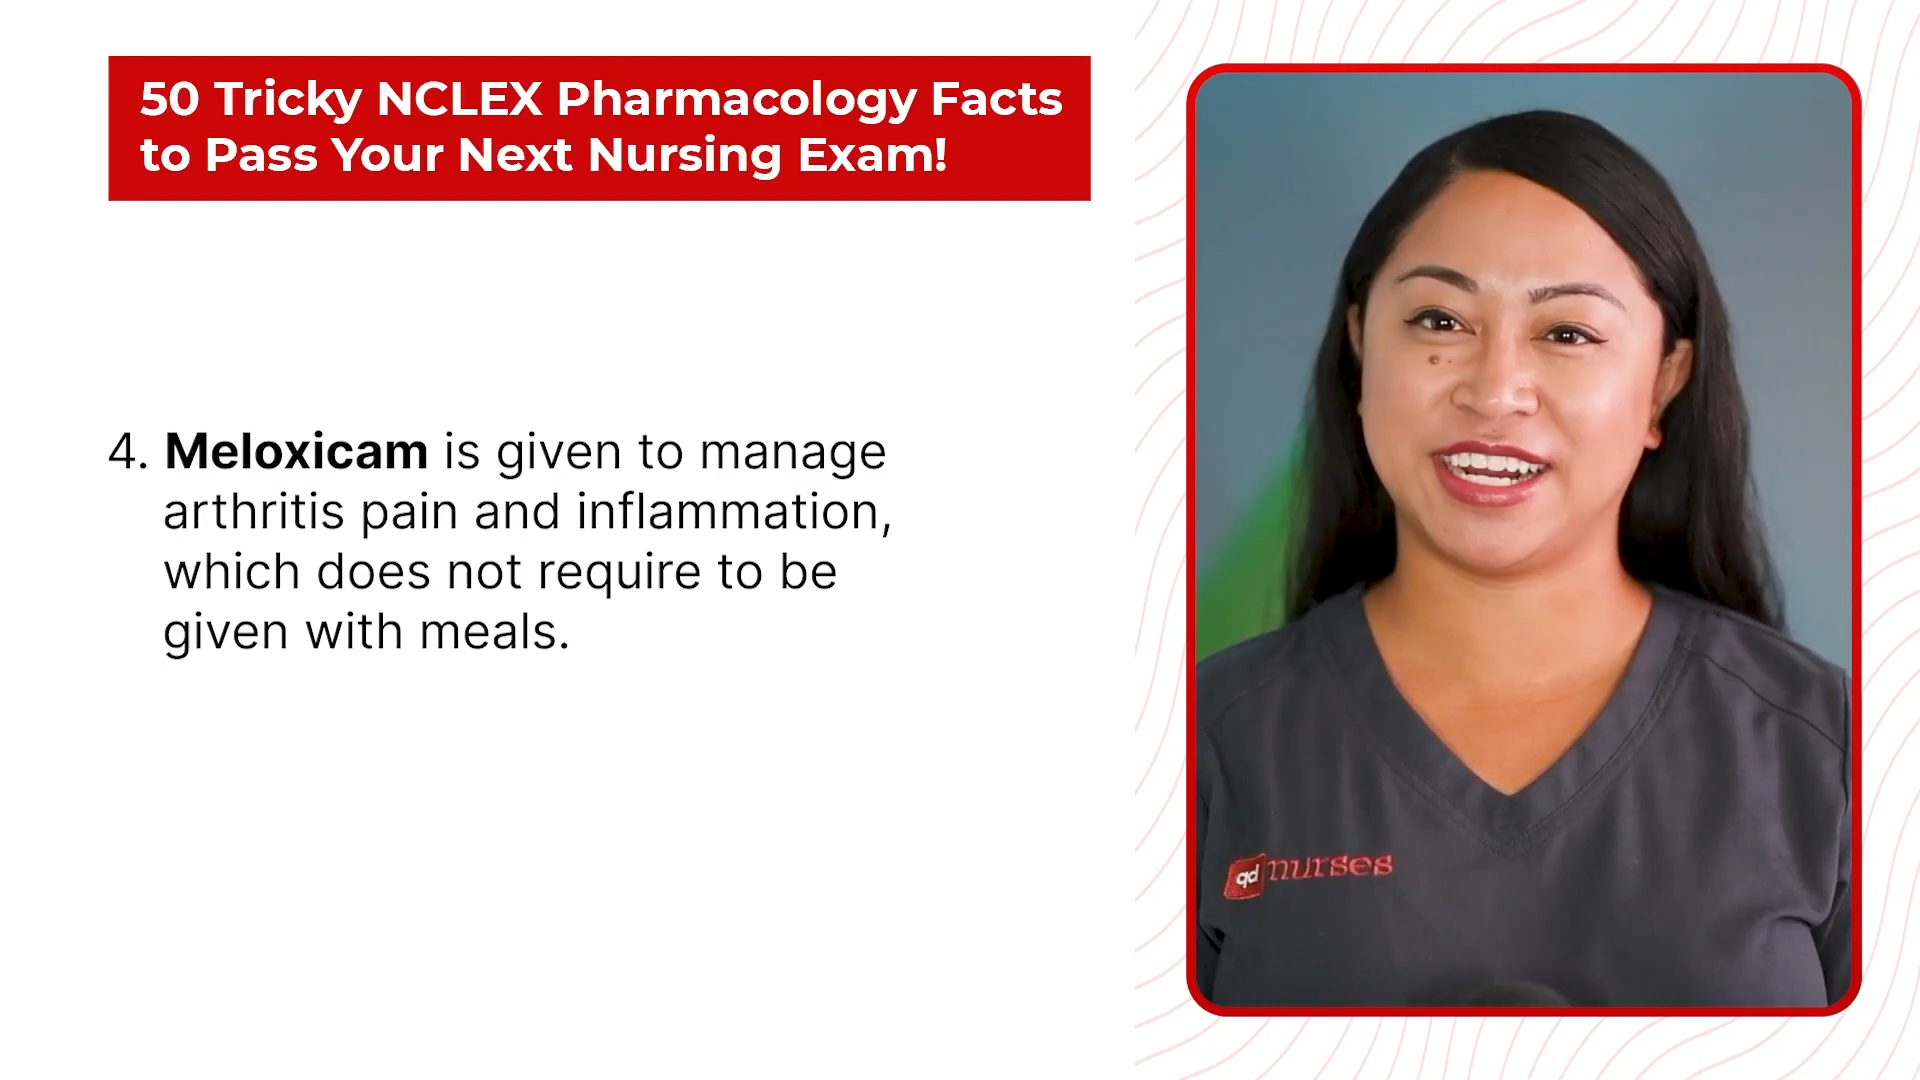 50 Tricky NCLEX Pharmacology Facts
to Pass Your Next Nursing Exam!
4. Meloxicam is given to manage
arthritis pain and inflammation,
which does not require to be
given with meals.
qd nurses